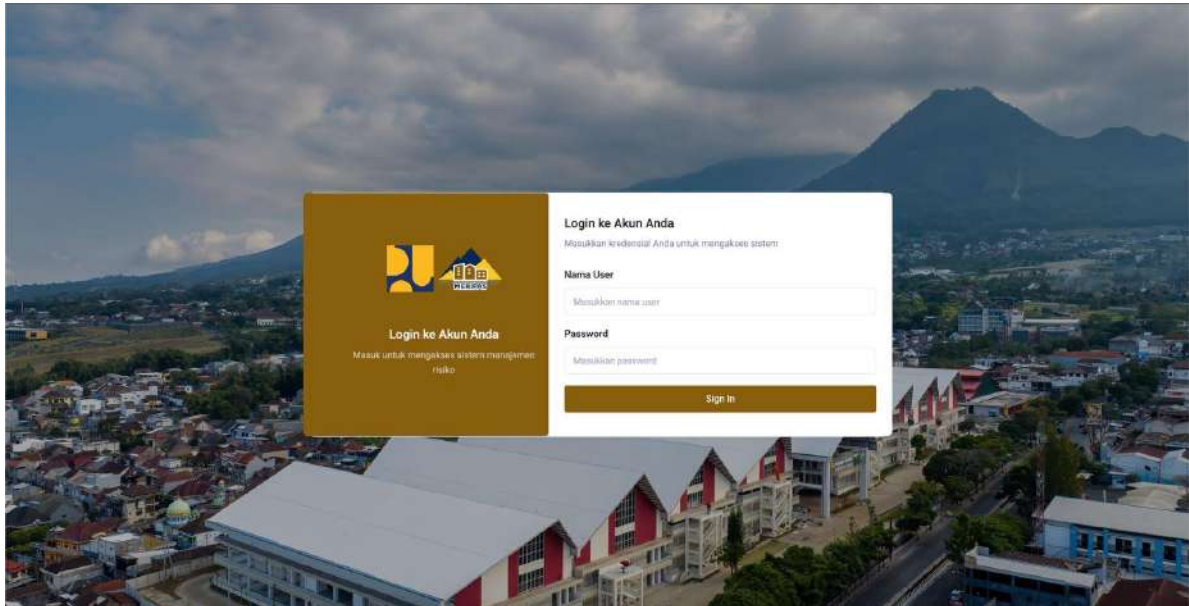 MERIFOS
Login ke Akun Anda
Masuk untuk mengakses sistem manajemen
risiko
Login ke Akun Anda
Masukkan kredensial Anda untuk mengakses sistem
Nama User
Masukkan nama user
Password
Masukkan password
Sign In